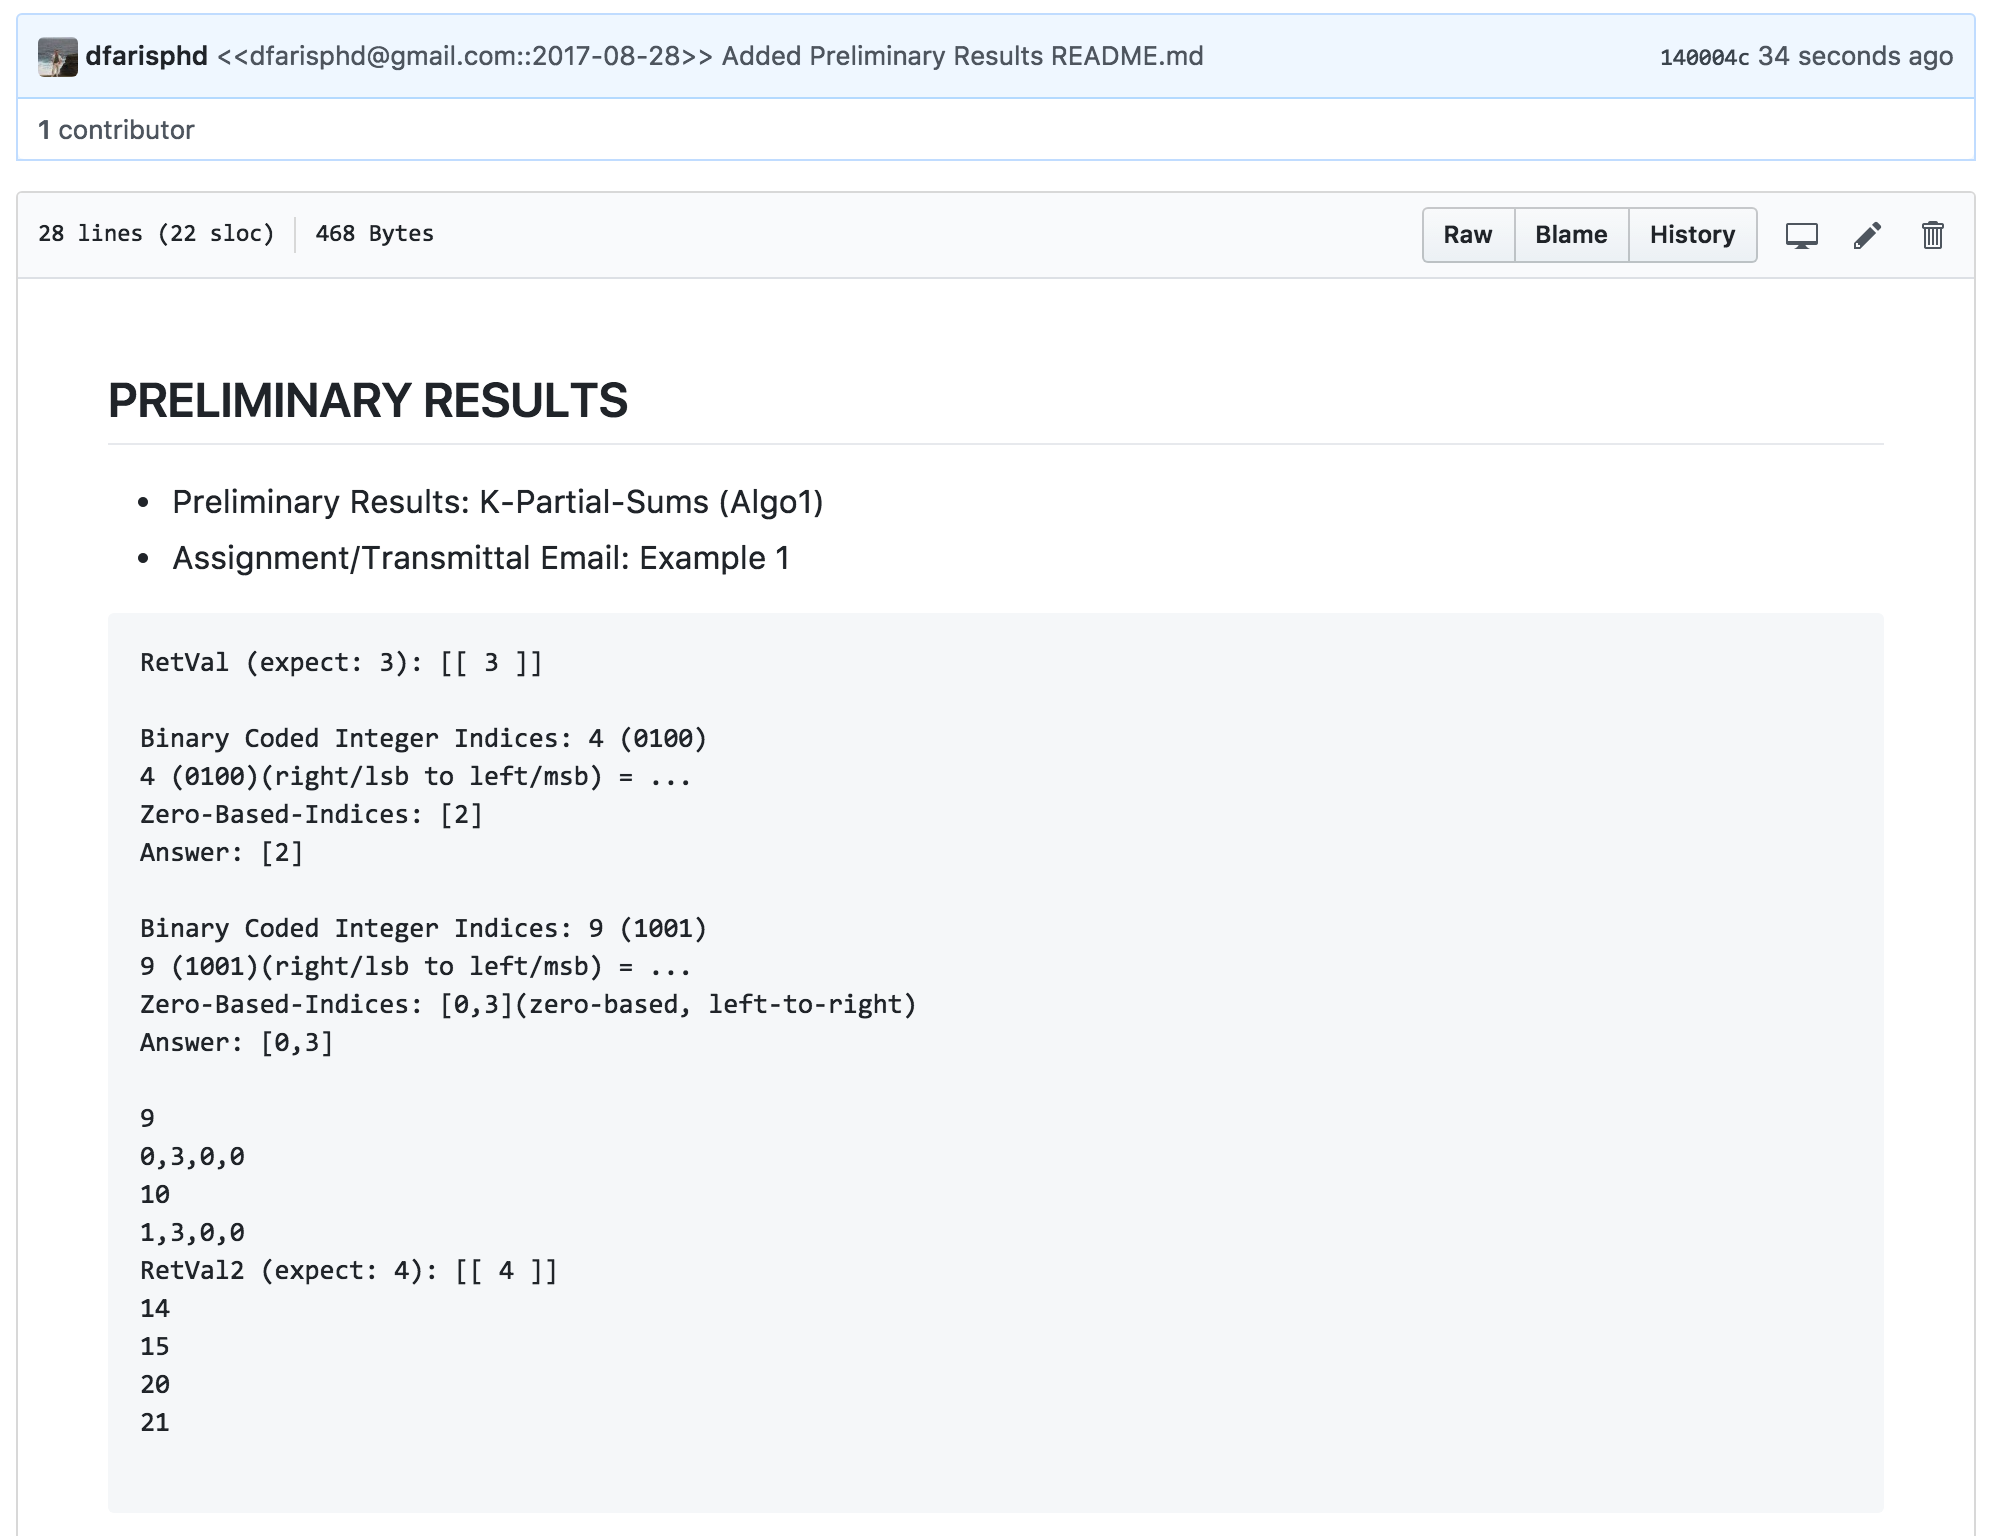 dfarisphd <<dfarisphd@gmail.com::2017-08-28>> Added Preliminary Results README.md 140004c 34 seconds ago
1 contributor
28 lines (22 sloc) 468 Bytes Raw Blame History
PRELIMINARY RESULTS
• Preliminary Results: K-Partial-Sums (Algo1)
• Assignment/Transmittal Email: Example 1
RetVal (expect: 3): [[ 3 ]]
Binary Coded Integer Indices: 4 (0100)
4 (0100)(right/lsb to left/msb) = ...
Zero-Based-Indices: [2]
Answer: [2]
Binary Coded Integer Indices: 9 (1001)
9 (1001)(right/lsb to left/msb) = ...
Zero-Based-Indices: [0,3](zero-based, left-to-right)
Answer: [0,3]
9
0,3,0,0
10
1,3,0,0
RetVal2 (expect: 4): [[ 4 ]]
14
15
20
21